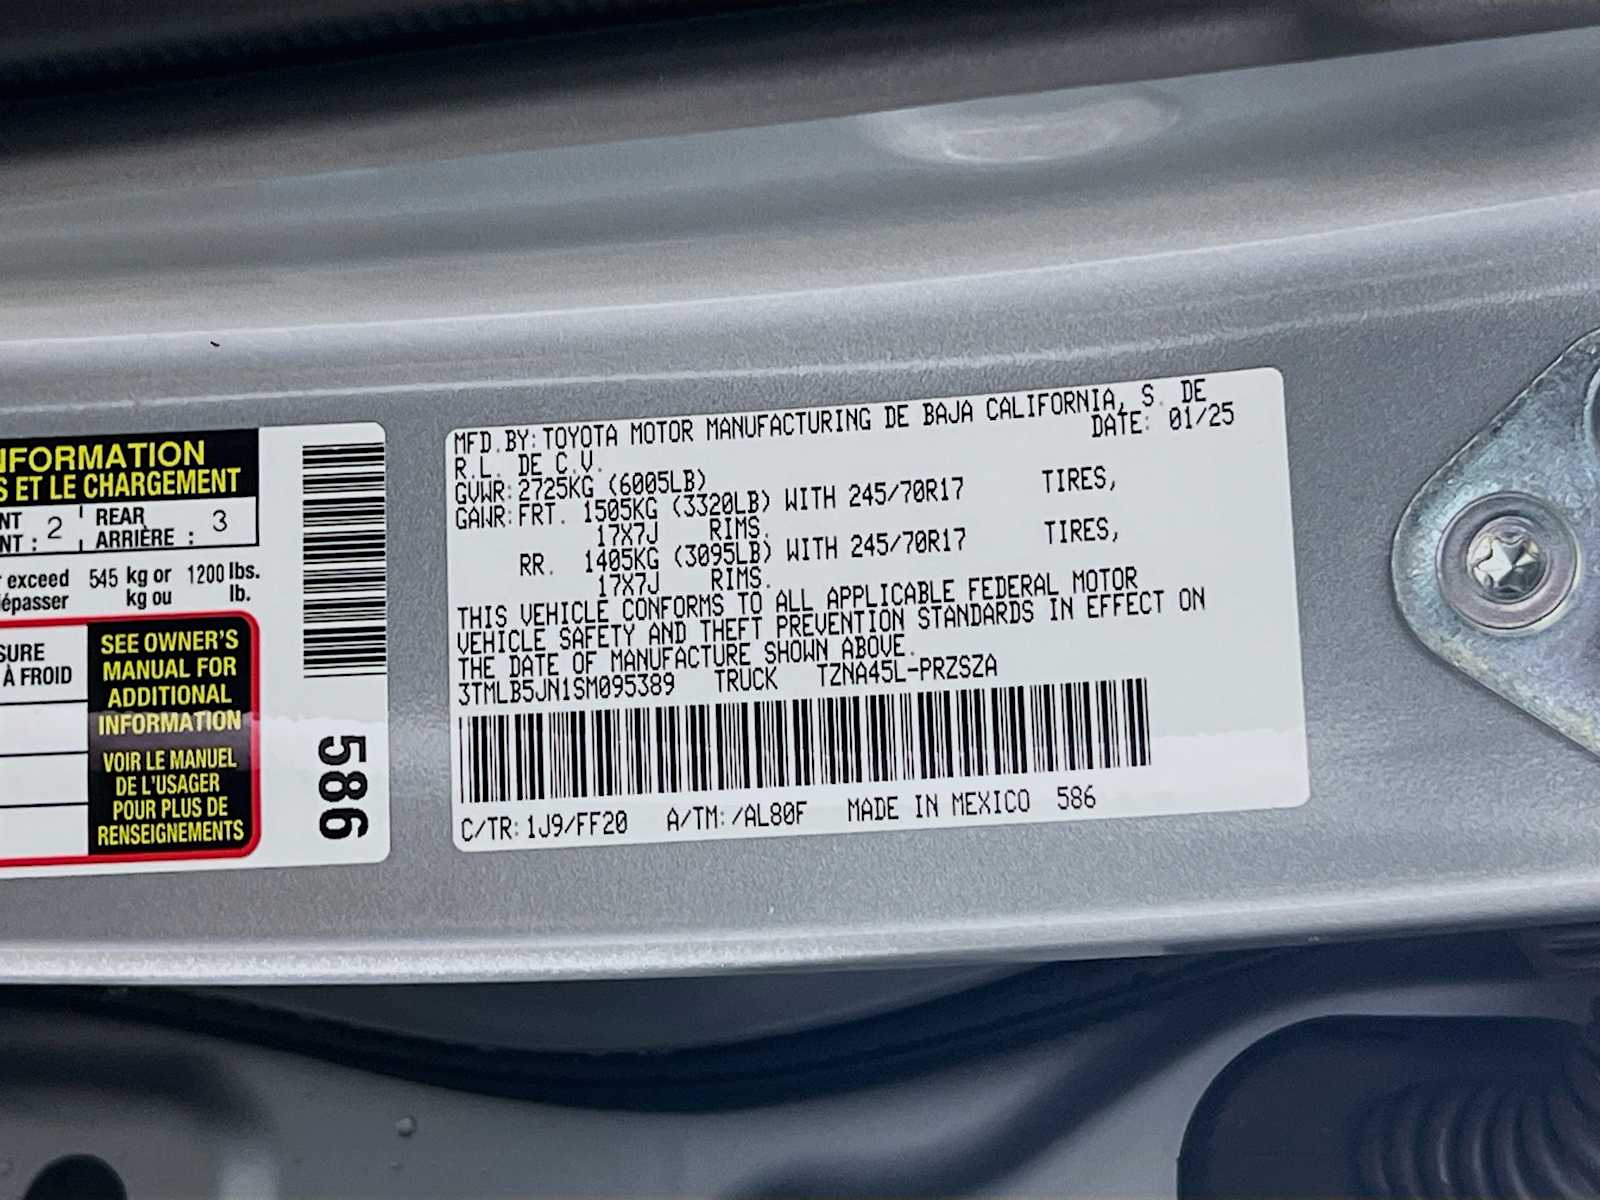 NFORMATION
S ET LE CHARGEMENT
NT 2 REAR 3
NT : ARRIÈRE :
exceed 545 kg or 1200 lbs.
épasser kg ou lb.
SURE
À FROID
SEE OWNER'S
MANUAL FOR
ADDITIONAL
INFORMATION
VOIR LE MANUEL
DE L'USAGER
POUR PLUS DE
RENSEIGNEMENTS
586
MFD.BY:TOYOTA MOTOR MANUFACTURING DE BAJA CALIFORNIA, S. DE
R.L. DE C.V. DATE: 01/25
GVWR:2725KG (6005LB)
GAWR:FRT. 1505KG (3320LB) WITH 245/70R17 TIRES,
17X7J RIMS.
RR. 1405KG (3095LB) WITH 245/70R17 TIRES,
17X7J RIMS.
THIS VEHICLE CONFORMS TO ALL APPLICABLE FEDERAL MOTOR
VEHICLE SAFETY AND THEFT PREVENTION STANDARDS IN EFFECT ON
THE DATE OF MANUFACTURE SHOWN ABOVE.
3TMLB5JN1SM095389 TRUCK TZNA45L-PRZSZA
C/TR:1J9/FF20 A/TM:/AL80F MADE IN MEXICO 586